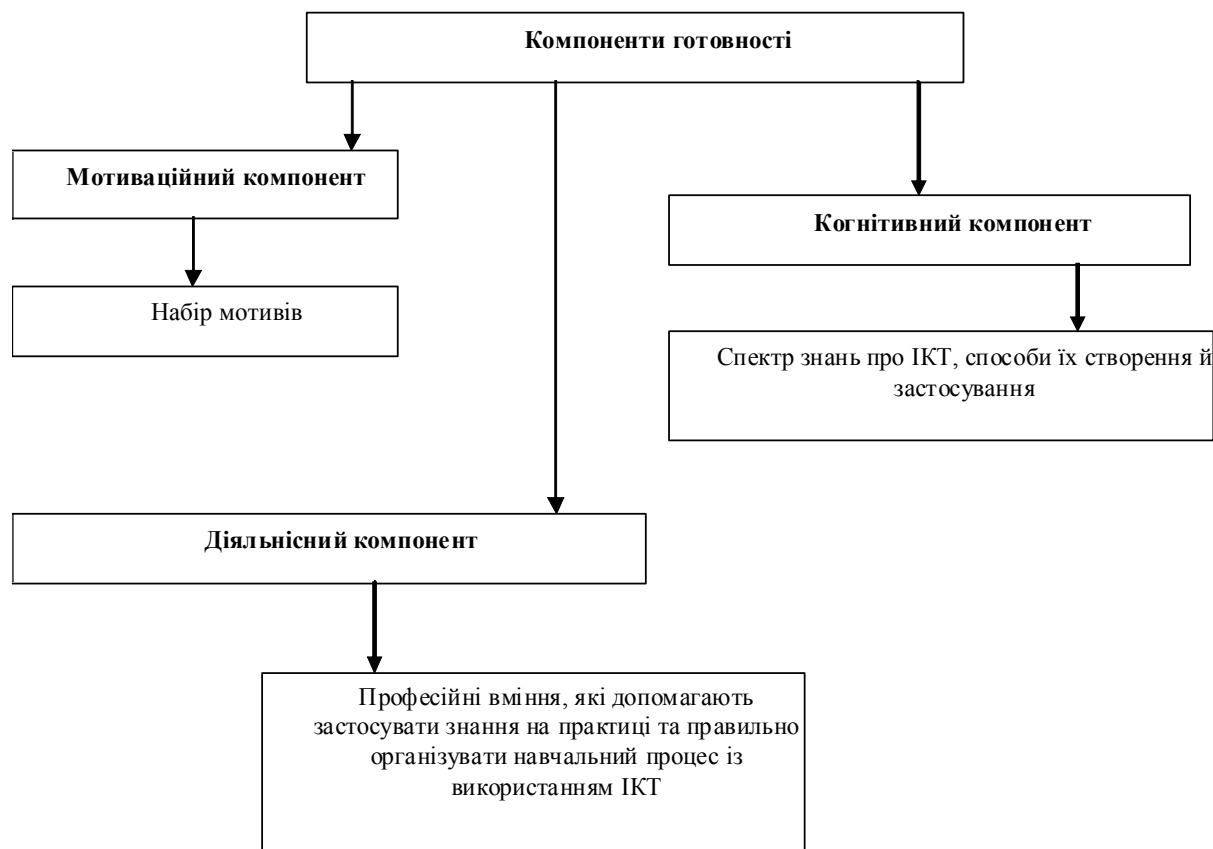 Компоненти готовності
Мотиваційний компонент
Когнітивний компонент
Набір мотивів
Спектр знань про ІКТ, способи їх створення й
застосування
Діяльнісний компонент
Професійні вміння, які допомагають
застосувати знання на практиці та правильно
організувати навчальний процес із
використанням ІКТ